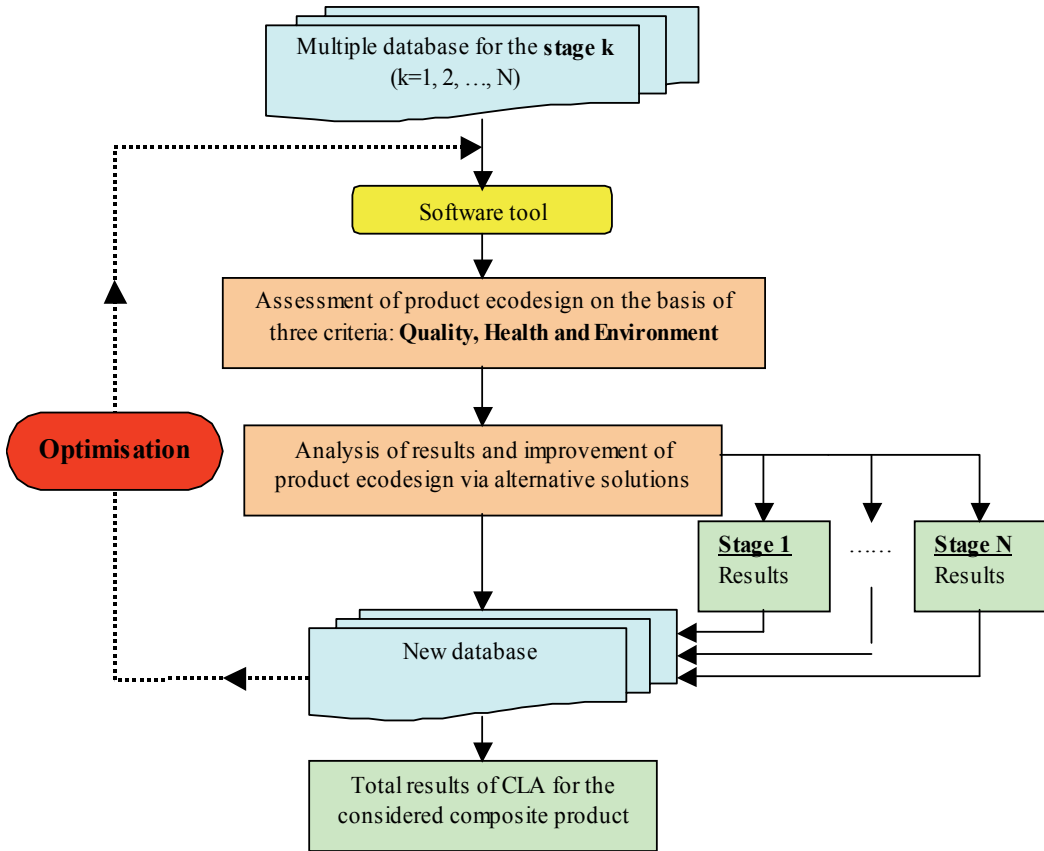 Multiple database for the stage k
(k=1, 2, …, N)
Software tool
Assessment of product ecodesign on the basis of
three criteria: Quality, Health and Environment
Optimisation
Analysis of results and improvement of
product ecodesign via alternative solutions
Stage 1
Results
……
Stage N
Results
New database
Total results of CLA for the
considered composite product